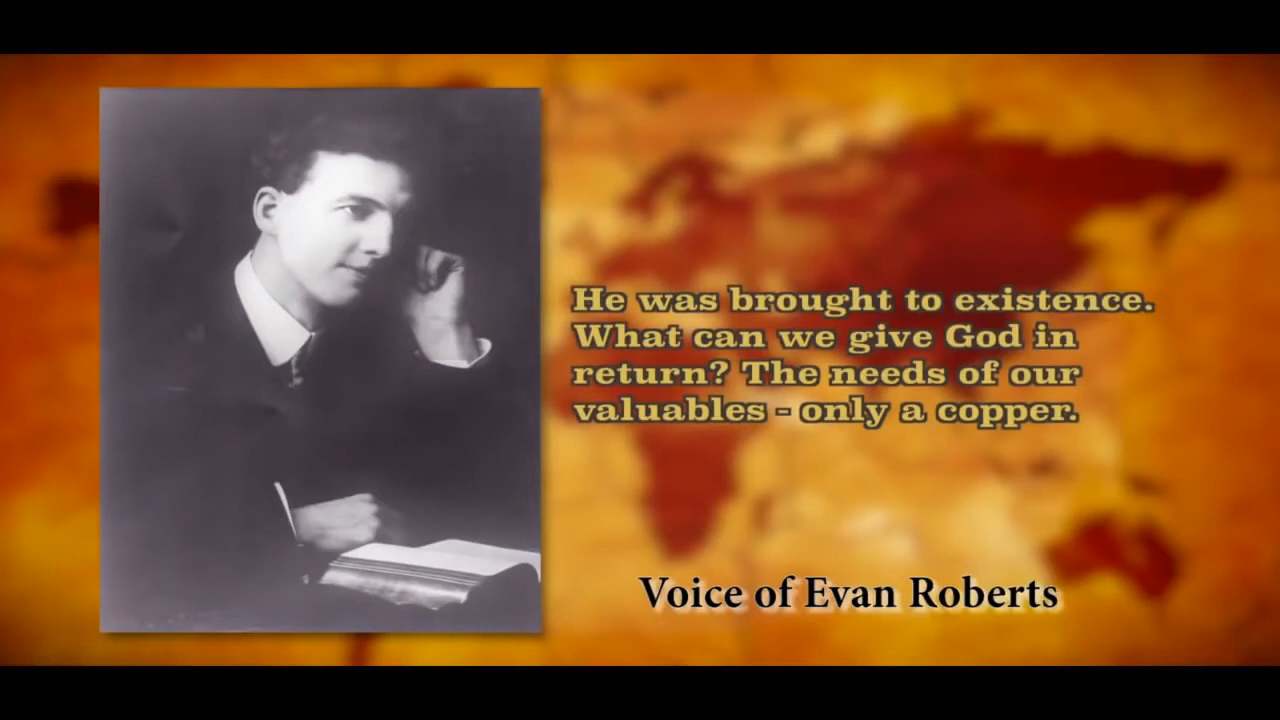 He was brought to existence.
What can we give God in
return? The needs of our
valuables - only a copper.
Voice of Evan Roberts